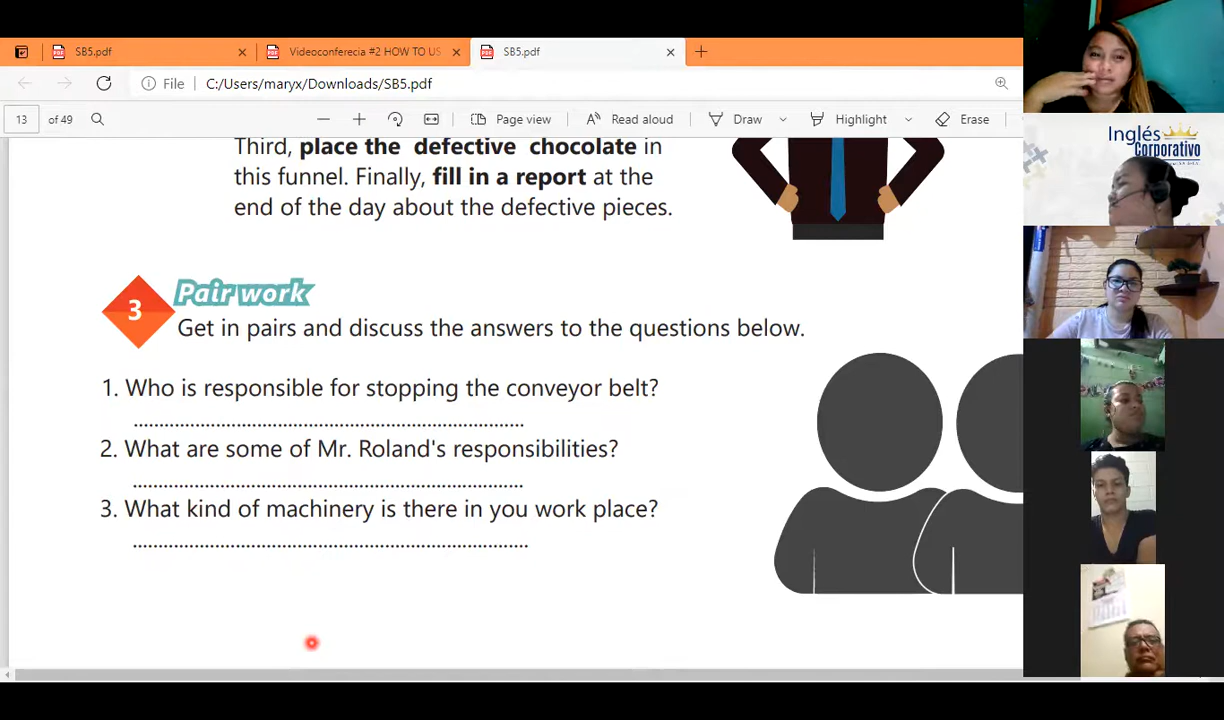 SB5.pdf
Videoconferecia #2 HOW TO US
SB5.pdf
File
C:/Users/maryx/Downloads/SB5.pdf
13 of 49
Page view
Read aloud
Draw
Highlight
Erase
Third, place the defective chocolate in
this funnel. Finally, fill in a report at the
end of the day about the defective pieces.
3
Pair work
Get in pairs and discuss the answers to the questions below.
1. Who is responsible for stopping the conveyor belt?
..........................................................................
2. What are some of Mr. Roland's responsibilities?
..........................................................................
3. What kind of machinery is there in you work place?
...........................................................................
Inglés
Corporativo